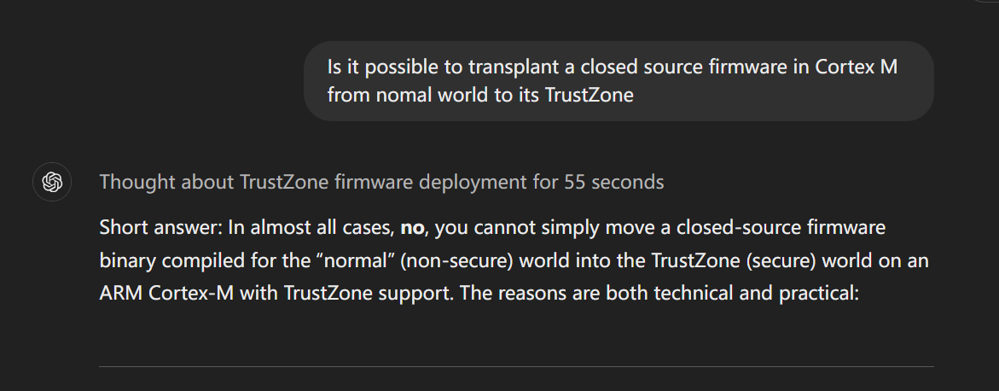 Is it possible to transplant a closed source firmware in Cortex M
from nomal world to its TrustZone
Thought about TrustZone firmware deployment for 55 seconds
Short answer: In almost all cases, no, you cannot simply move a closed-source firmware
binary compiled for the “normal” (non-secure) world into the TrustZone (secure) world on an
ARM Cortex-M with TrustZone support. The reasons are both technical and practical: